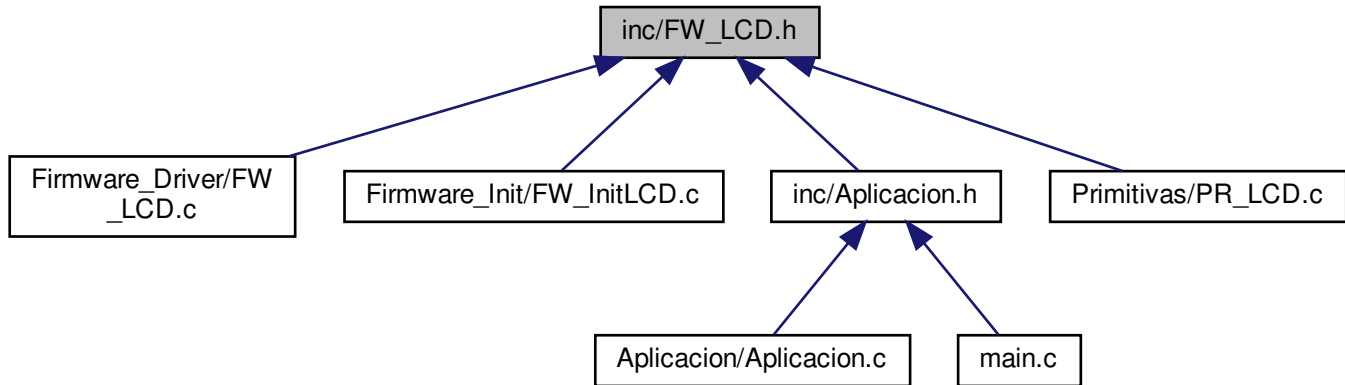 inc/FW_LCD.h
Firmware_Driver/FW
_LCD.c
Firmware_Init/FW_InitLCD.c
inc/Aplicacion.h
Primitivas/PR_LCD.c
Aplicacion/Aplicacion.c
main.c